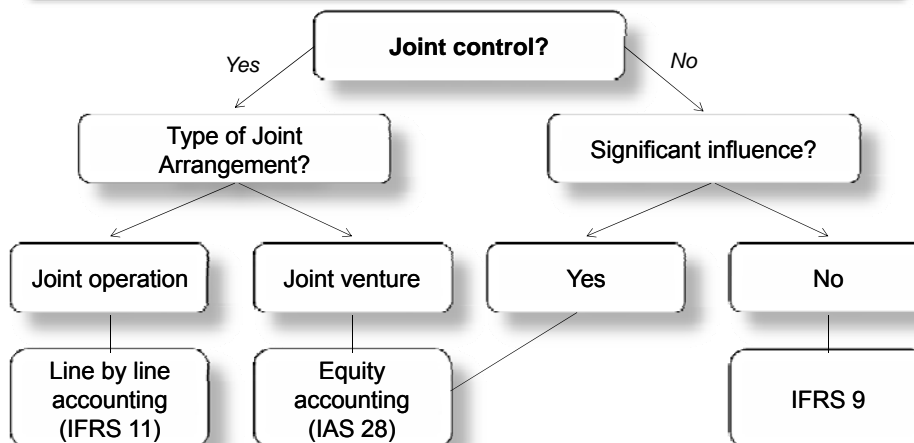 Joint control?
Yes
No
Type of Joint
Arrangement?
Significant influence?
Joint operation
Joint venture
Yes
No
Line by line
accounting
(IFRS 11)
Equity
accounting
(IAS 28)
IFRS 9